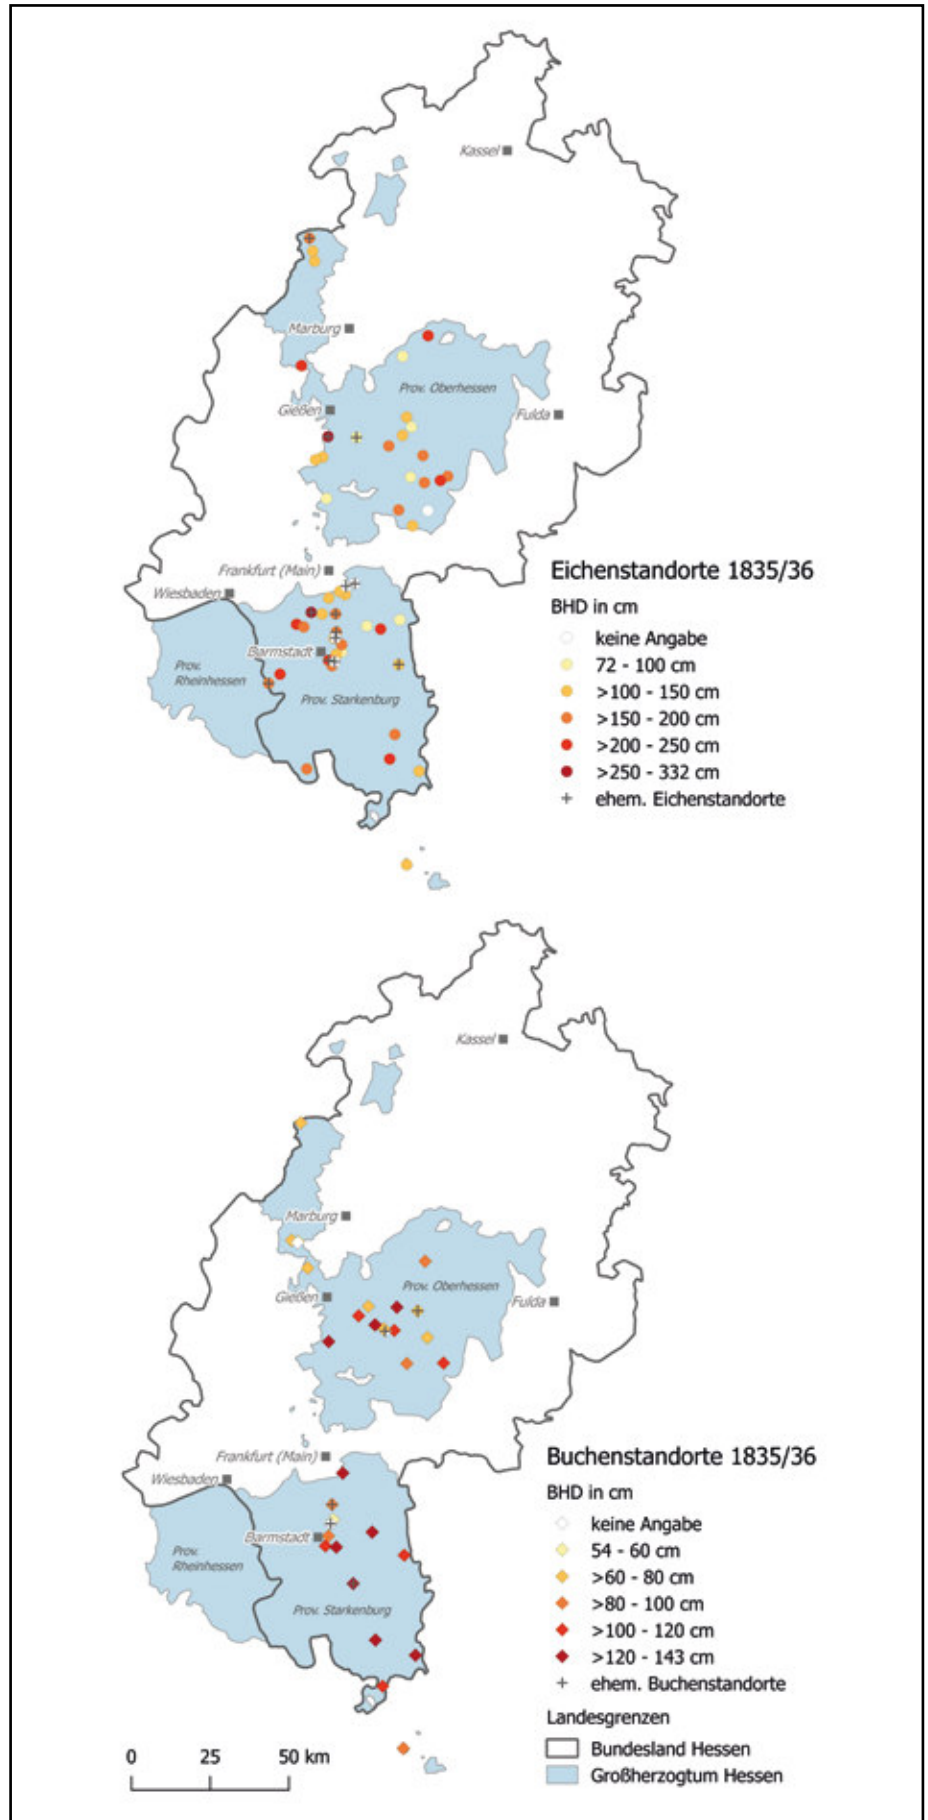 Kassel
Marburg
Prov. Oberhessen
Gießen
Fulda
Frankfurt (Main)
Wiesbaden
Eichenstandorte 1835/36
BHD in cm
keine Angabe
72 - 100 cm
>100 - 150 cm
>150 - 200 cm
>200 - 250 cm
>250 - 332 cm
ehem. Eichenstandorte
Darmstadt
Prov.
Rheinhessen
Prov. Starkenburg
Kassel
Marburg
Prov. Oberhessen
Gießen
Fulda
Frankfurt (Main)
Wiesbaden
Buchenstandorte 1835/36
BHD in cm
keine Angabe
54 - 60 cm
>60 - 80 cm
>80 - 100 cm
>100 - 120 cm
>120 - 143 cm
ehem. Buchenstandorte
Darmstadt
Prov.
Rheinhessen
Prov. Starkenburg
Landesgrenzen
Bundesland Hessen
Großherzogtum Hessen
0 25 50 km